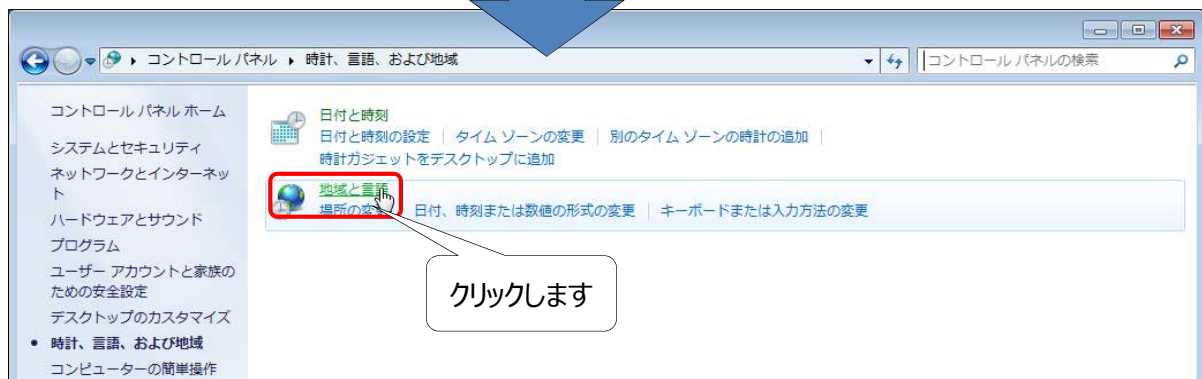 コントロール パネル ▸ 時計、言語、および地域
コントロール パネルの検索
コントロール パネル ホーム
システムとセキュリティ
ネットワークとインターネッ
ト
ハードウェアとサウンド
プログラム
ユーザー アカウントと家族の
ための安全設定
デスクトップのカスタマイズ
• 時計、言語、および地域
コンピューターの簡単操作
日付と時刻
日付と時刻の設定 | タイム ゾーンの変更 | 別のタイム ゾーンの時計の追加 |
時計ガジェットをデスクトップに追加
地域と言語
場所の変更 日付、時刻または数値の形式の変更 | キーボードまたは入力方法の変更
クリックします